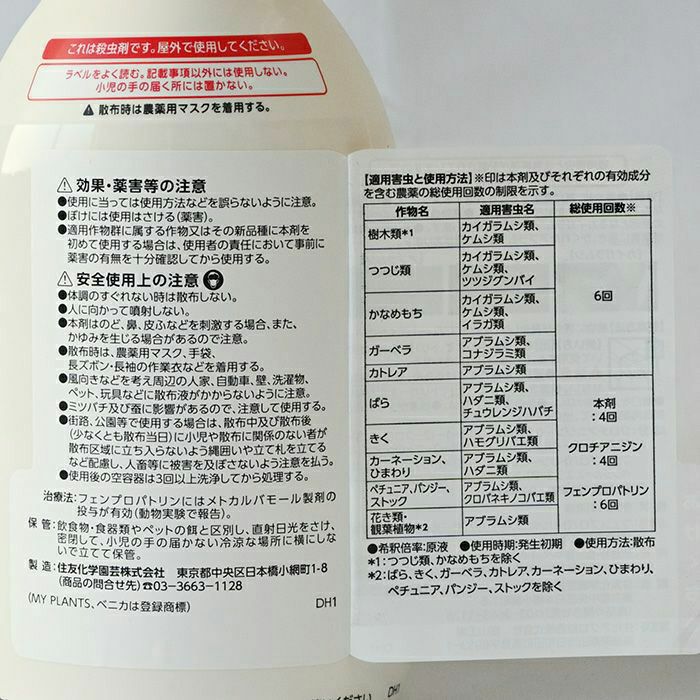 これは殺虫剤です。屋外で使用してください。
ラベルをよく読む。記載事項以外には使用しない。
小児の手の届く所には置かない。
⚠散布時は農薬用マスクを着用する。
⚠効果・薬害等の注意
●使用に当っては使用方法などを誤らないように注意。
●ぼけには使用はさける(薬害)。
●適用作物群に属する作物又はその新品種に本剤を
初めて使用する場合は、使用者の責任において事前に
薬害の有無を十分確認してから使用する。
⚠安全使用上の注意
●体調のすぐれない時は散布しない。
●人に向かって噴射しない。
●本剤はのど、鼻、皮ふなどを刺激する場合、また、
かゆみを生じる場合があるので注意。
●散布時は、農薬用マスク、手袋、
長ズボン・長袖の作業衣などを着用する。
●風向きなどを考え周辺の人家、自動車、壁、洗濯物、
ペット、玩具などに散布液がかからないように注意。
●ミツバチ及び蚕に影響があるので、注意して使用する。
●街路、公園等で使用する場合は、散布中及び散布後
(少なくとも散布当日)に小児や散布に関係のない者が
散布区域に立ち入らないよう縄囲いや立て札を立てる
など配慮し、人畜等に被害を及ぼさないよう注意を払う。
●使用後の空容器は3回以上洗浄してから処理する。
治療法:フェンプロパトリンにはメトカルバモール製剤の
投与が有効(動物実験で報告)。
保 管:飲食物・食器類やペットの餌と区別し、直射日光をさけ、
密閉して、小児の手の届かない冷涼な場所に横にしな
いで立てて保管。
製 造:住友化学園芸株式会社 東京都中央区日本橋小網町1-8
(商品の問合せ先)☎03-3663-1128
(MY PLANTS、ベニカは登録商標) DH1
【適用害虫と使用方法】※印は本剤及びそれぞれの有効成分
を含む農薬の総使用回数の制限を示す。
作物名 適用害虫名 総使用回数※
樹木類*1 カイガラムシ類、
ケムシ類
つつじ類 カイガラムシ類、
ケムシ類、
ツツジグンバイ
かなめもち カイガラムシ類、
ケムシ類、
イラガ類
6回
ガーベラ アブラムシ類、
コナジラミ類
カトレア アブラムシ類
ばら アブラムシ類、
ハダニ類、
チュウレンジハバチ
きく アブラムシ類、
ハモグリバエ類
カーネーション、
ひまわり
アブラムシ類、
ハダニ類
ペチュニア、パンジー、
ストック
アブラムシ類、
クロバネキノコバエ類
花き類・
観葉植物*2
アブラムシ類
本剤
:4回
クロチアニジン
:4回
フェンプロパトリン
:6回
●希釈倍率:原液 ●使用時期:発生初期 ●使用方法:散布
*1:つつじ類、かなめもちを除く
*2:ばら、きく、ガーベラ、カトレア、カーネーション、ひまわり、
ペチュニア、パンジー、ストックを除く
DH1